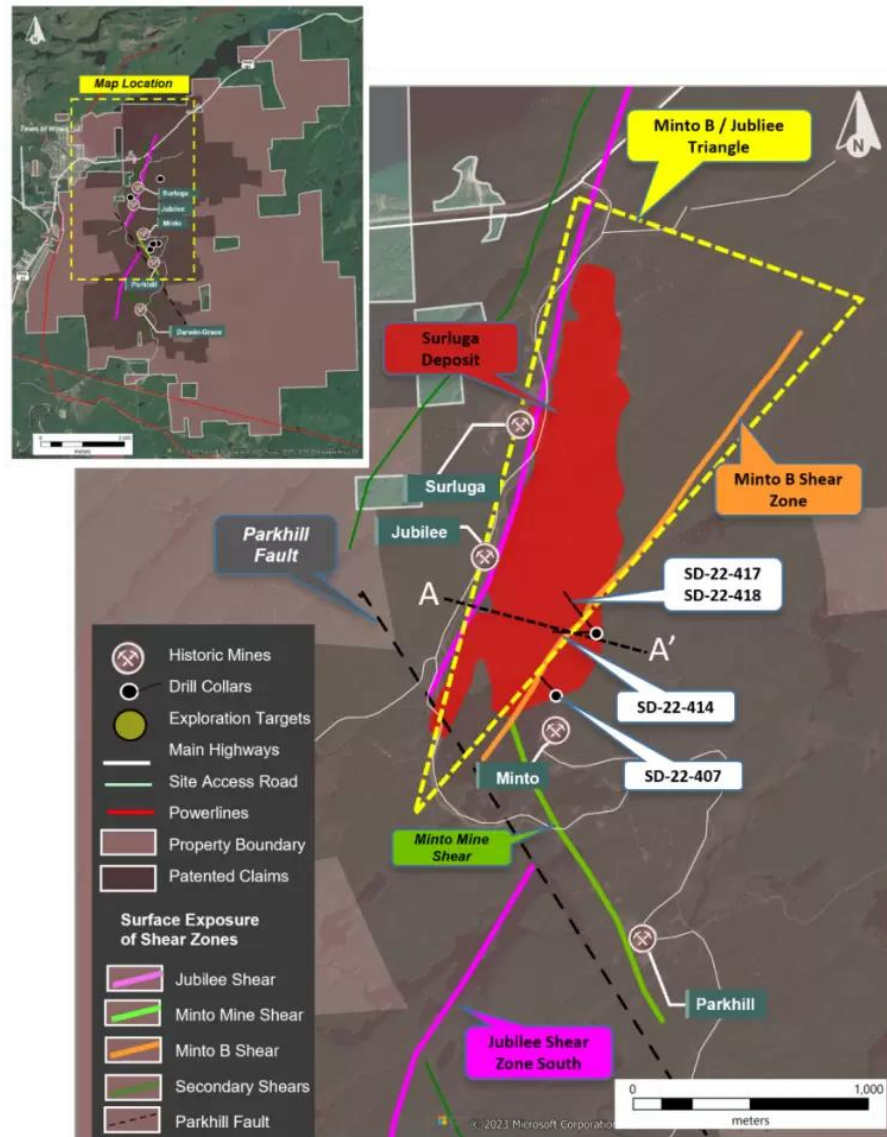 N
Map Location
Surluga
Jubilee
Minto
Parkhill
Darwin-Grace
meters
N
Minto B / Jubliee
Triangle
Surluga
Deposit
Minto B Shear
Zone
Surluga
Jubilee
Parkhill
Fault
A
SD-22-417
SD-22-418
A'
SD-22-414
SD-22-407
Minto
Minto Mine
Shear
Parkhill
Jubilee Shear
Zone South
Historic Mines
Drill Collars
Exploration Targets
Main Highways
Site Access Road
Powerlines
Property Boundary
Patented Claims
Surface Exposure
of Shear Zones
Jubilee Shear
Minto Mine Shear
Minto B Shear
Secondary Shears
Parkhill Fault
0 1,000
meters
© 2023 Microsoft Corporation